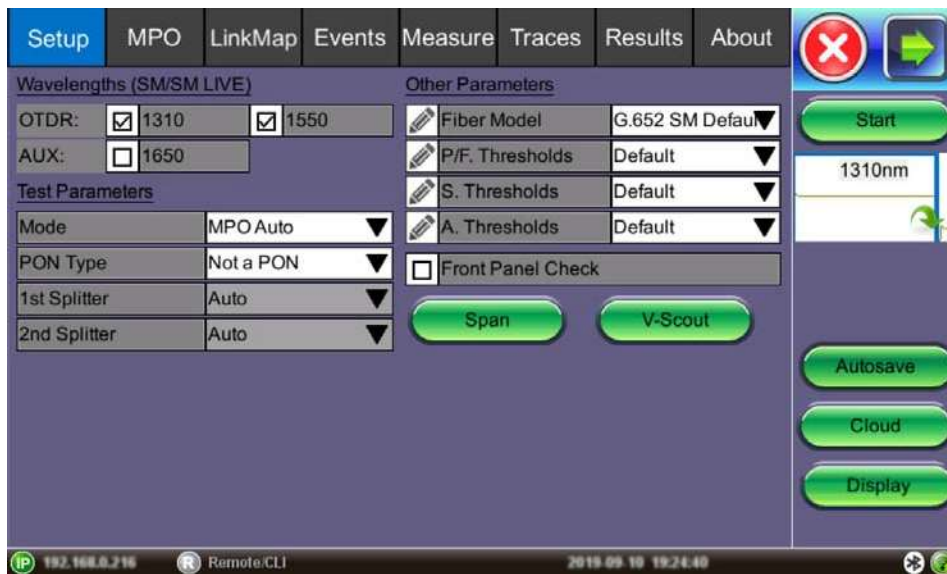 Setup MPO LinkMap Events Measure Traces Results About
Wavelengths (SM/SM LIVE)
OTDR: 1310 1550
AUX: 1650
Test Parameters
Mode MPO Auto
PON Type Not a PON
1st Splitter Auto
2nd Splitter Auto
Other Parameters
Fiber Model G.652 SM Defaul
P/F. Thresholds Default
S. Thresholds Default
A. Thresholds Default
Front Panel Check
Span V-Scout
Start
1310nm
Autosave
Cloud
Display
IP 192.168.0.216 R Remote/CLI 2019-09-10 19:24:40